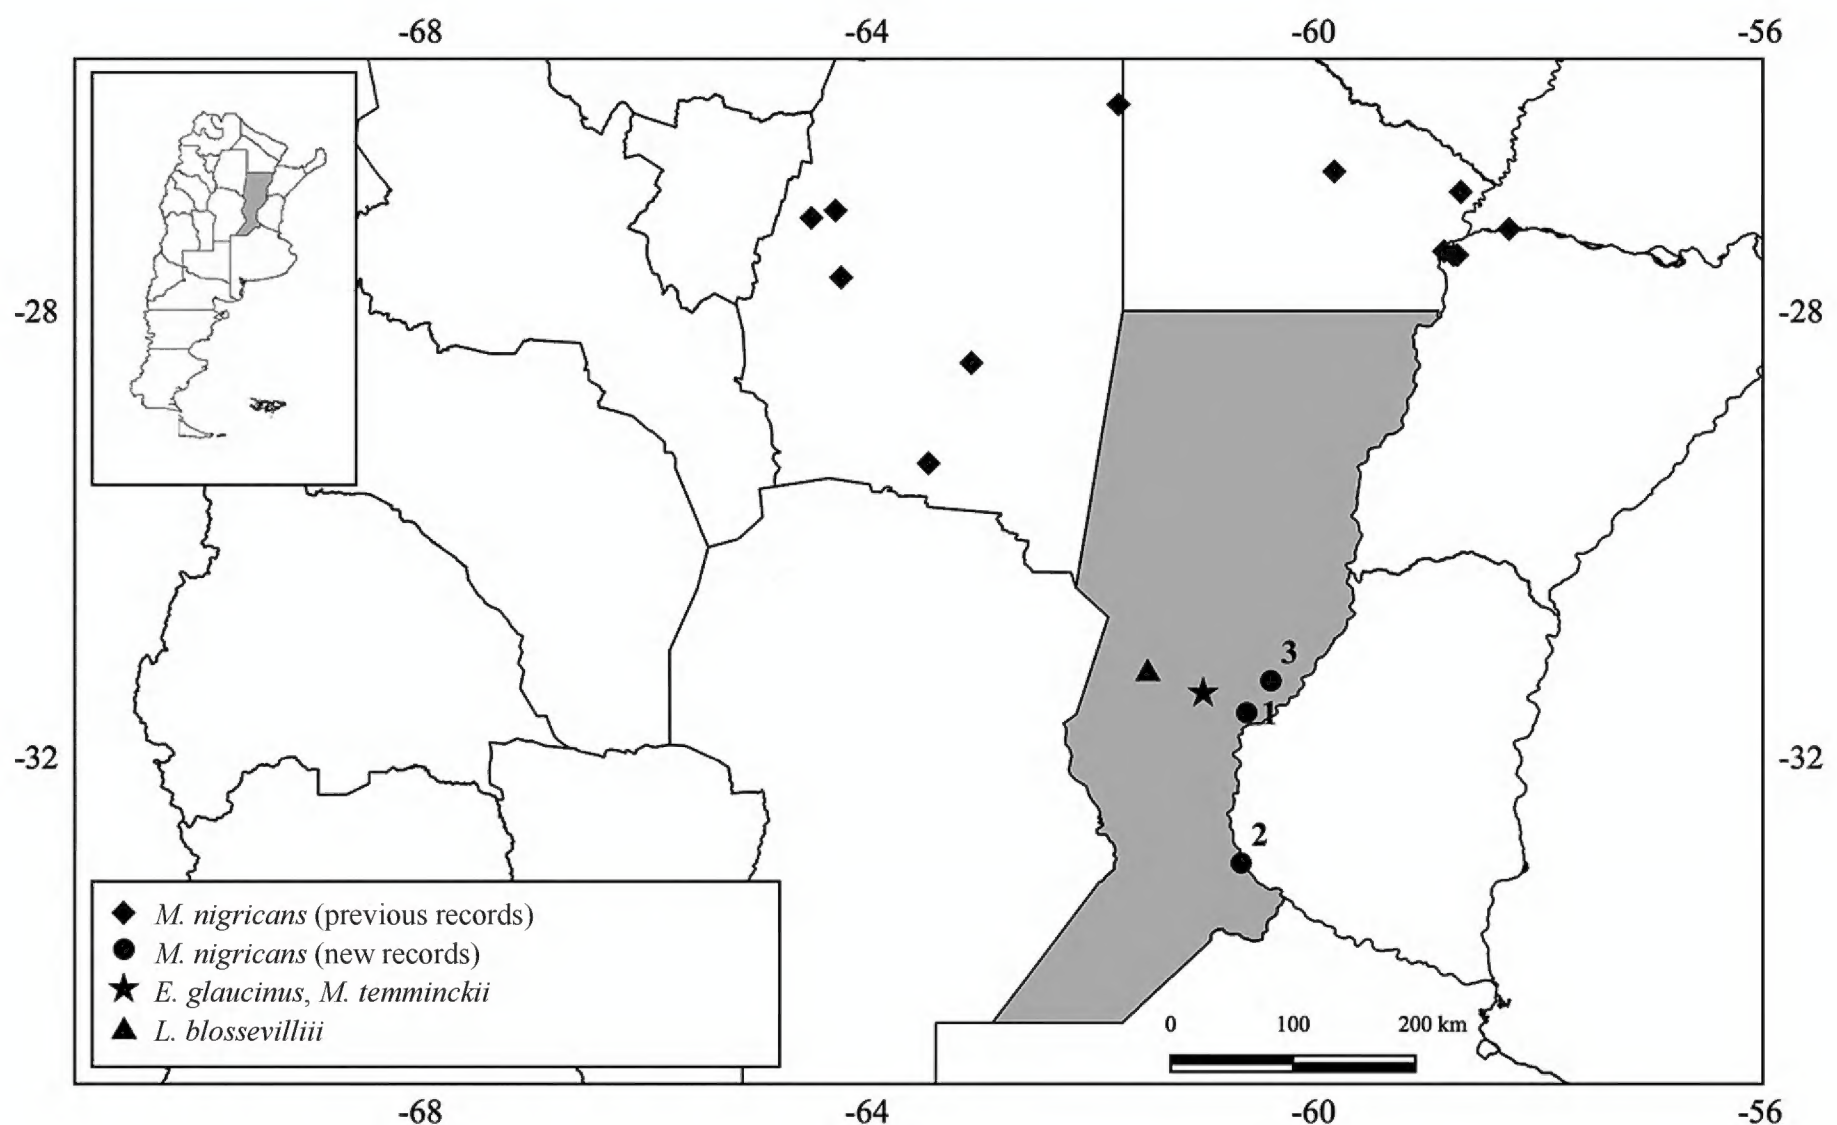 -68 -64 -60 -56
-28 -28
3
1
-32 -32
2
M. nigricans (previous records)
M. nigricans (new records)
E. glaucinus, M. temminckii
L. blossevilliii
0 100 200 km
-68 -64 -60 -56